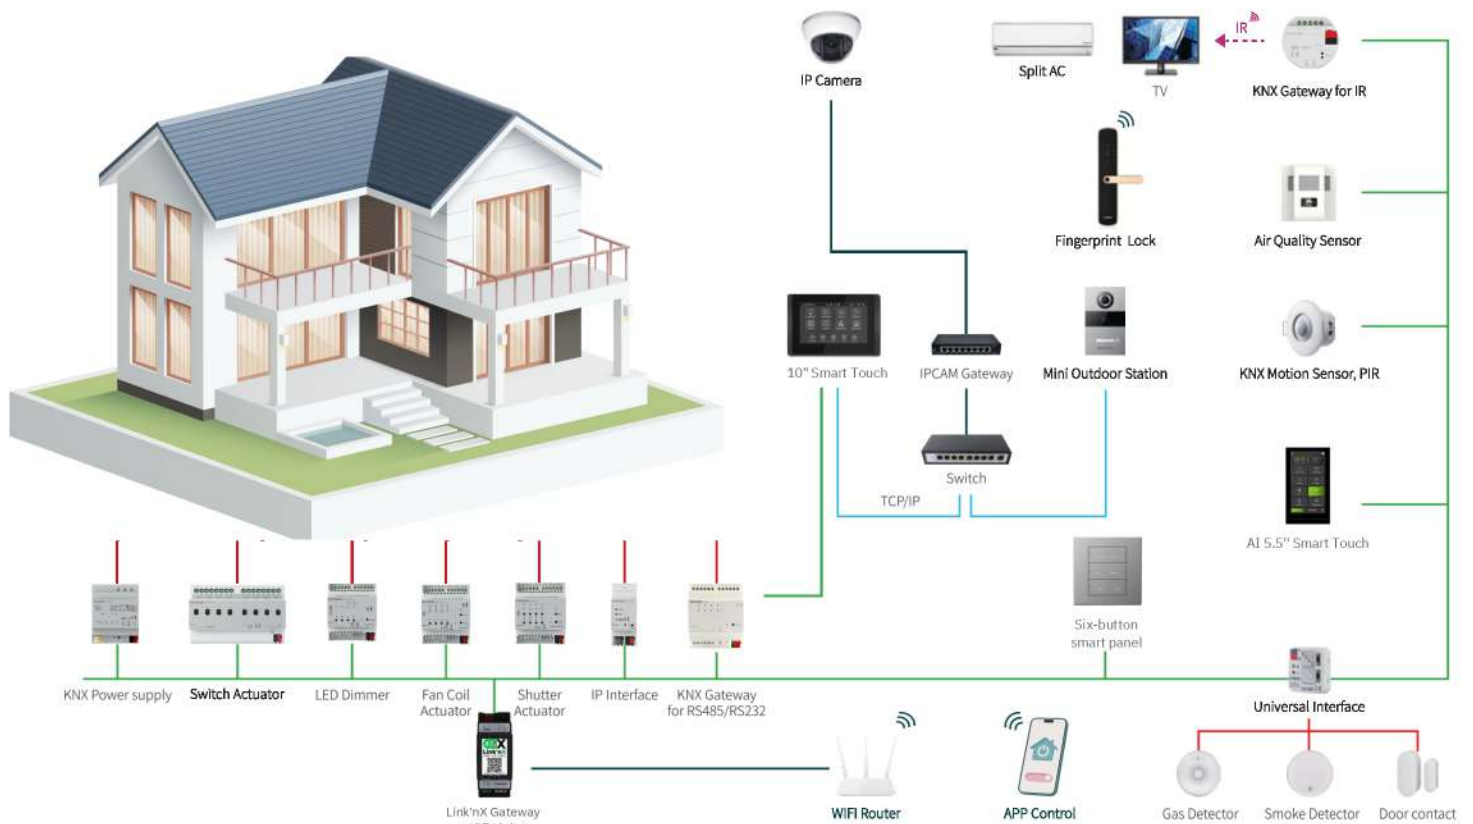 IR
IP Camera
Split AC
TV
KNX Gateway for IR
Fingerprint Lock
Air Quality Sensor
10" Smart Touch
IPCAM Gateway
Mini Outdoor Station
KNX Motion Sensor, PIR
Switch
TCP/IP
AI 5.5" Smart Touch
Six-button
smart panel
KNX Power supply
Switch Actuator
LED Dimmer
Fan Coil
Actuator
Shutter
Actuator
IP Interface
KNX Gateway
for RS485/RS232
Universal Interface
Link'nX
Link'nX Gateway
WIFI Router
APP Control
Gas Detector
Smoke Detector
Door contact